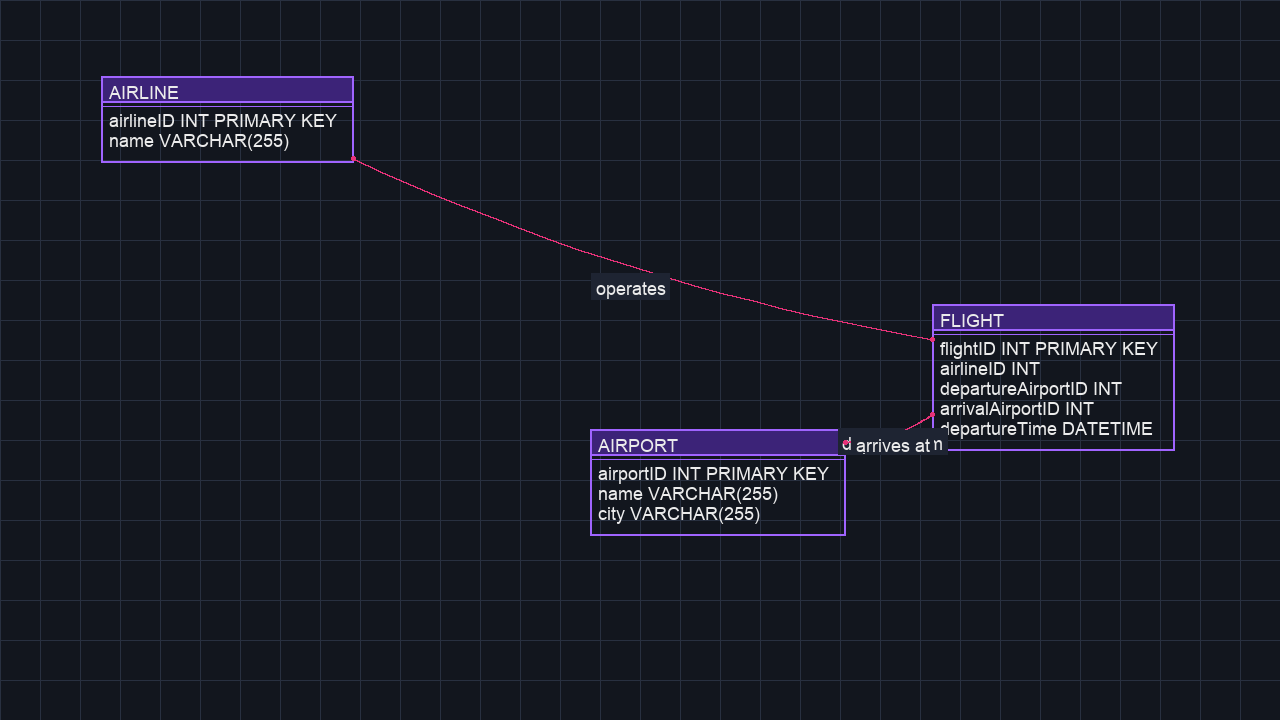 AIRLINE
airlineID INT PRIMARY KEY
name VARCHAR(255)
operates
FLIGHT
flightID INT PRIMARY KEY
airlineID INT
departureAirportID INT
arrivalAirportID INT
departureTime DATETIME
arrives at
AIRPORT
airportID INT PRIMARY KEY
name VARCHAR(255)
city VARCHAR(255)